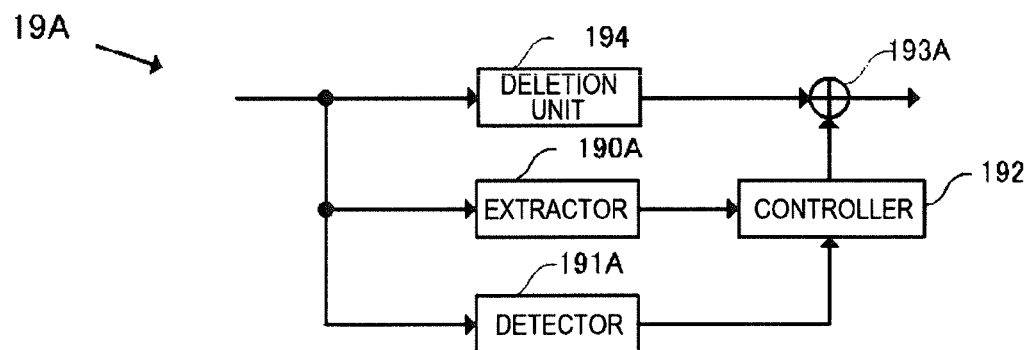 19A
194
193A
DELETION
UNIT
190A
192
EXTRACTOR
CONTROLLER
191A
DETECTOR